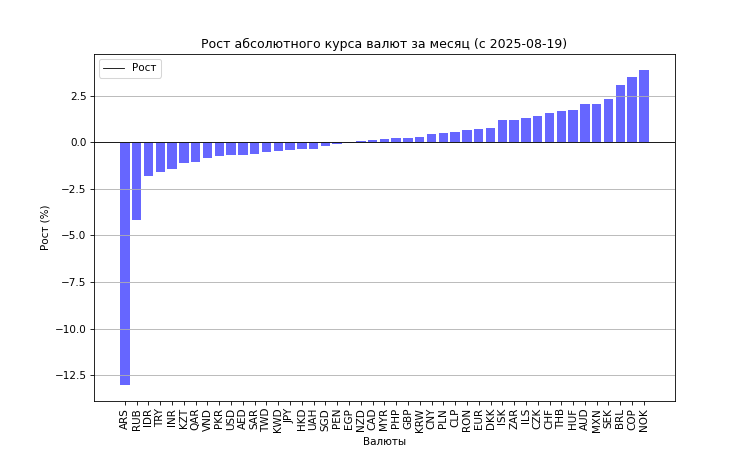 Рост абсолютного курса валют за месяц (с 2025-08-19)
Рост
2.5
0.0
−2.5
−5.0
−7.5
−10.0
−12.5
Рост (%)
ARS RUB IDR TRY INR KZT QAR VND PKR USD AED SAR TWD KWD JPY HKD UAH SGD PEN EGP NZD CAD MYR PHP GBP KRW CNY PLN CLP RON EUR DKK ISK ZAR ILS CZK CHF THB HUF AUD MXN SEK BRL COP NOK
Валюты